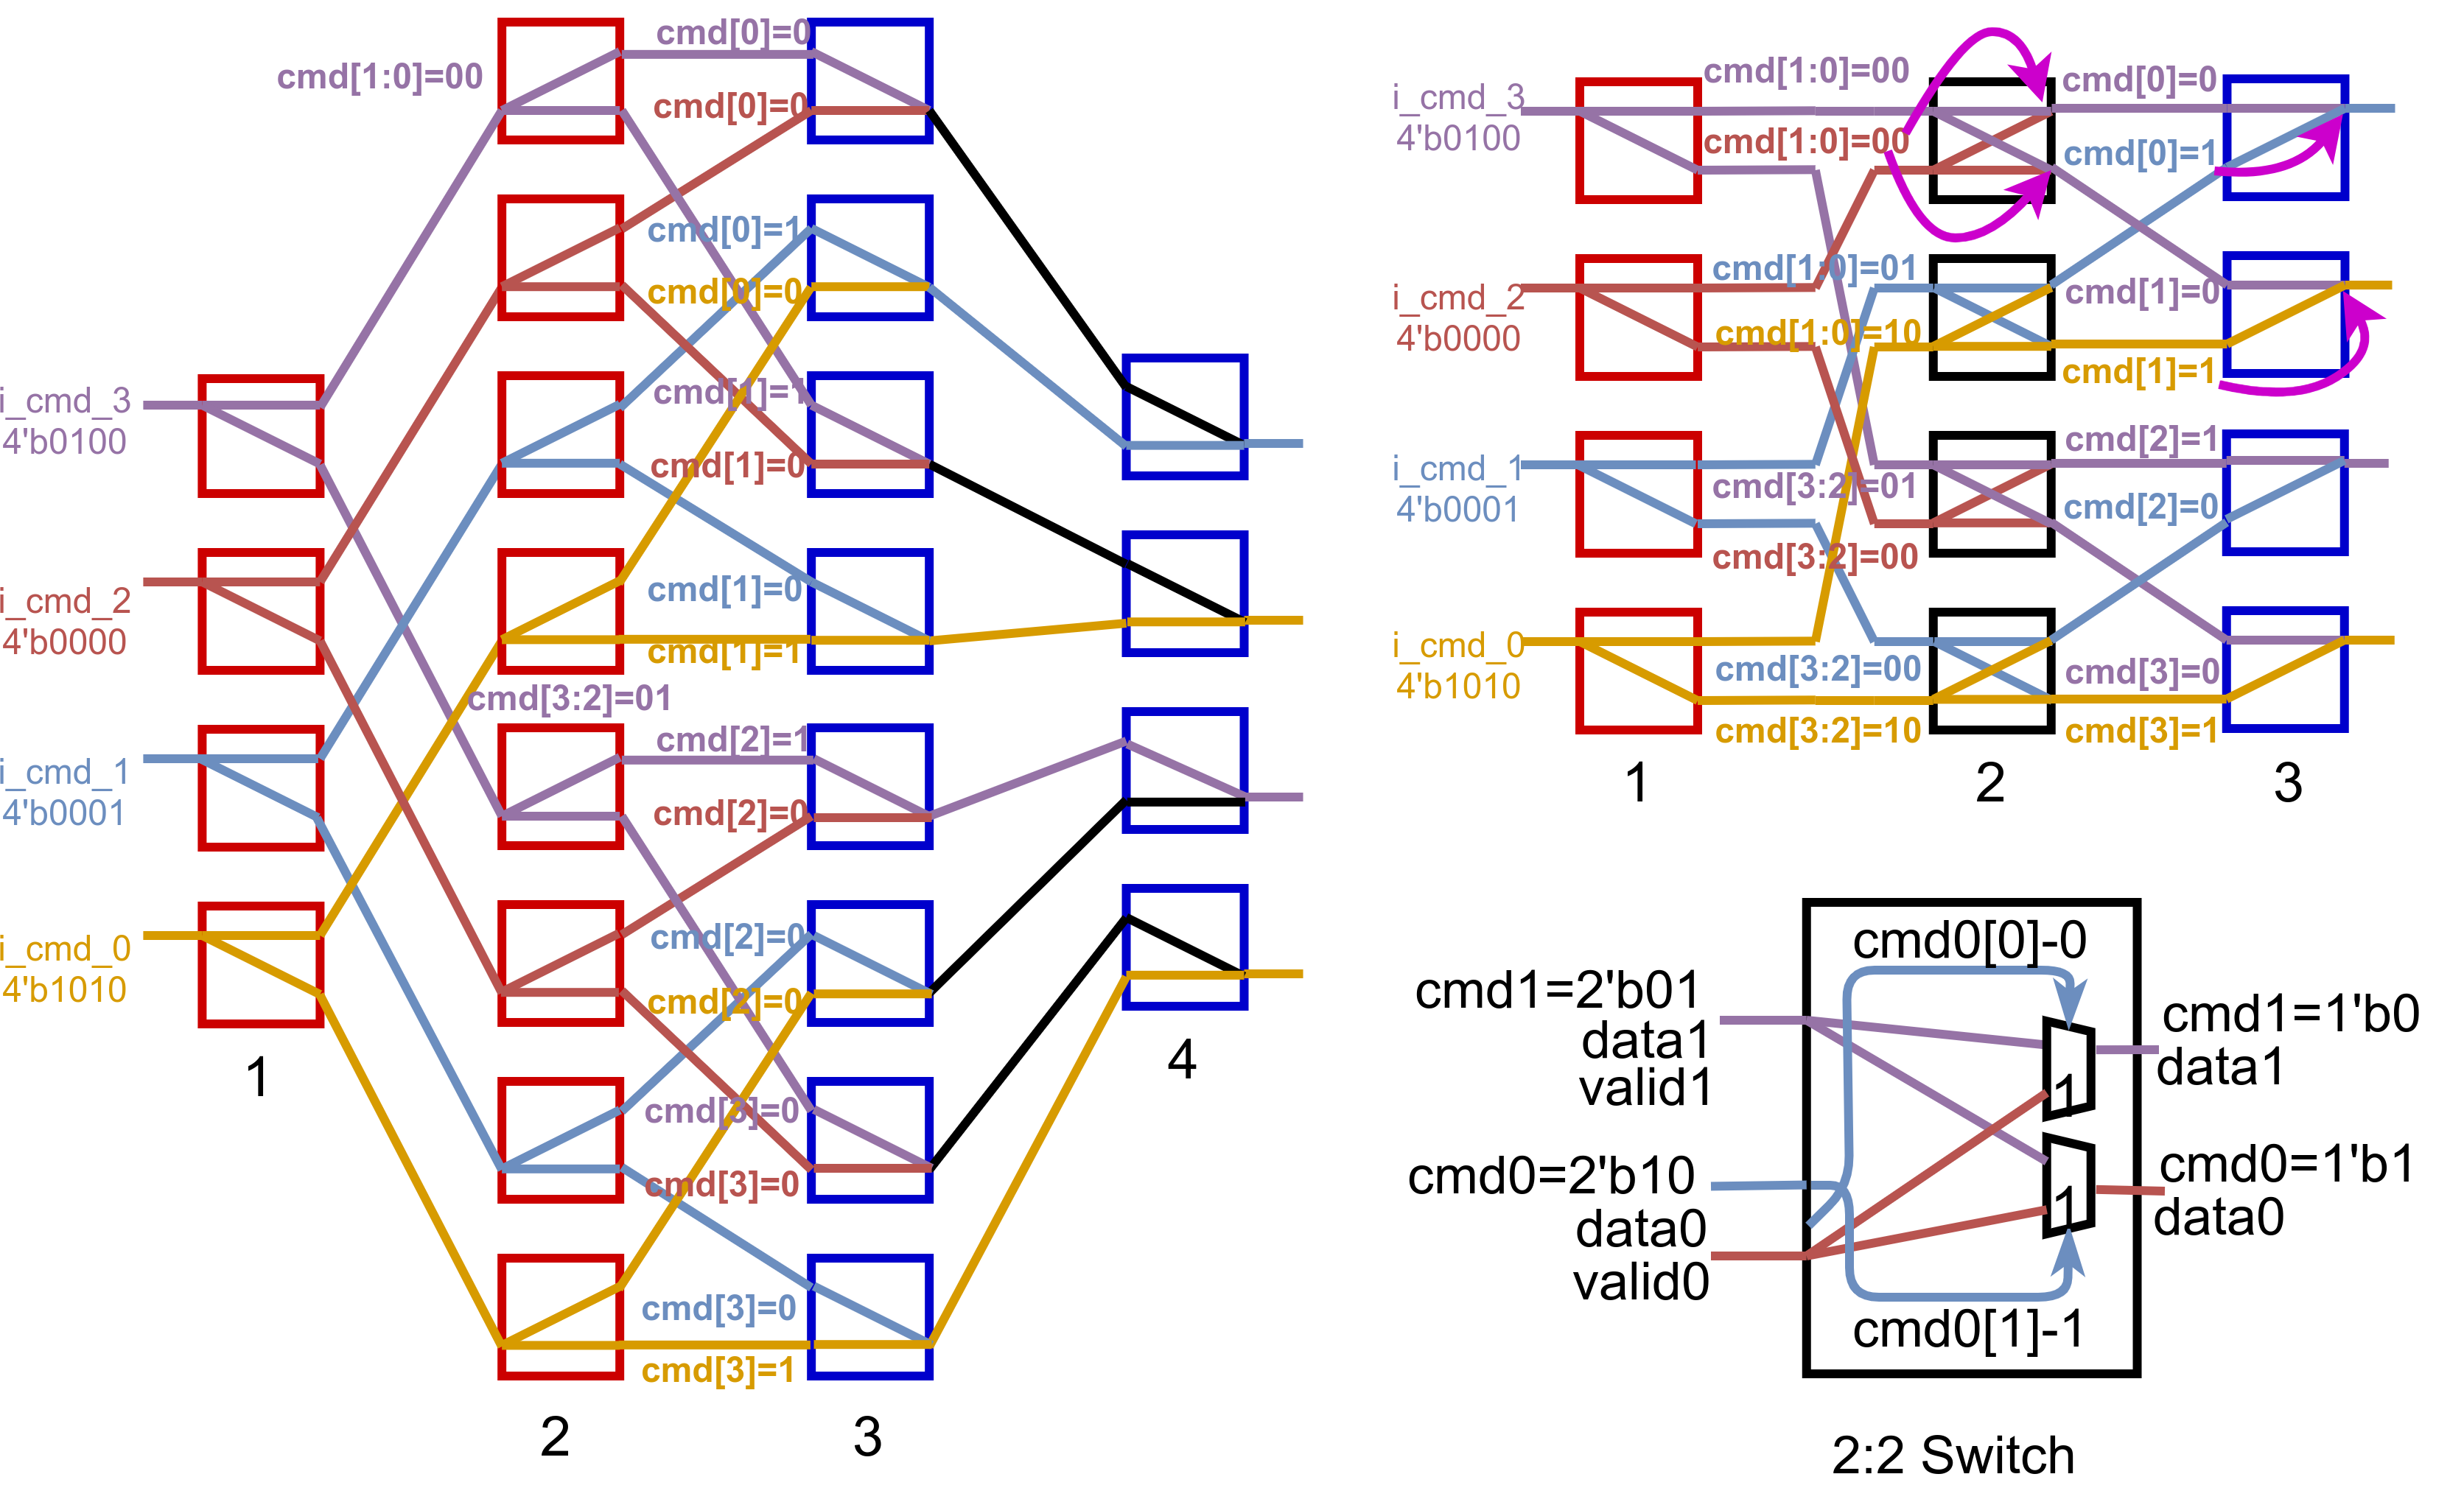 cmd[1:0]=00
cmd[0]=0
cmd[0]=0
cmd[0]=1
cmd[0]=0
i_cmd_3
4'b0100
cmd[1]=1
cmd[1]=0
i_cmd_2
4'b0000
cmd[1]=0
cmd[1]=1
cmd[3:2]=01
i_cmd_1
4'b0001
cmd[2]=1
cmd[2]=0
i_cmd_0
4'b1010
cmd[2]=0
cmd[2]=0
1
cmd[3]=0
cmd[3]=0
cmd[3]=0
cmd[3]=1
2
3
4
i_cmd_3
4'b0100
cmd[1:0]=00
cmd[1:0]=00
cmd[0]=0
cmd[0]=1
i_cmd_2
4'b0000
cmd[1:0]=01
cmd[1:0]=10
cmd[1]=0
cmd[1]=1
i_cmd_1
4'b0001
cmd[3:2]=01
cmd[3:2]=00
cmd[2]=1
cmd[2]=0
i_cmd_0
4'b1010
cmd[3:2]=00
cmd[3:2]=10
cmd[3]=0
cmd[3]=1
1
2
3
cmd0[0]-0
cmd1=2'b01
data1
valid1
cmd0=2'b10
data0
valid0
1
1
cmd1=1'b0
data1
cmd0=1'b1
data0
cmd0[1]-1
2:2 Switch